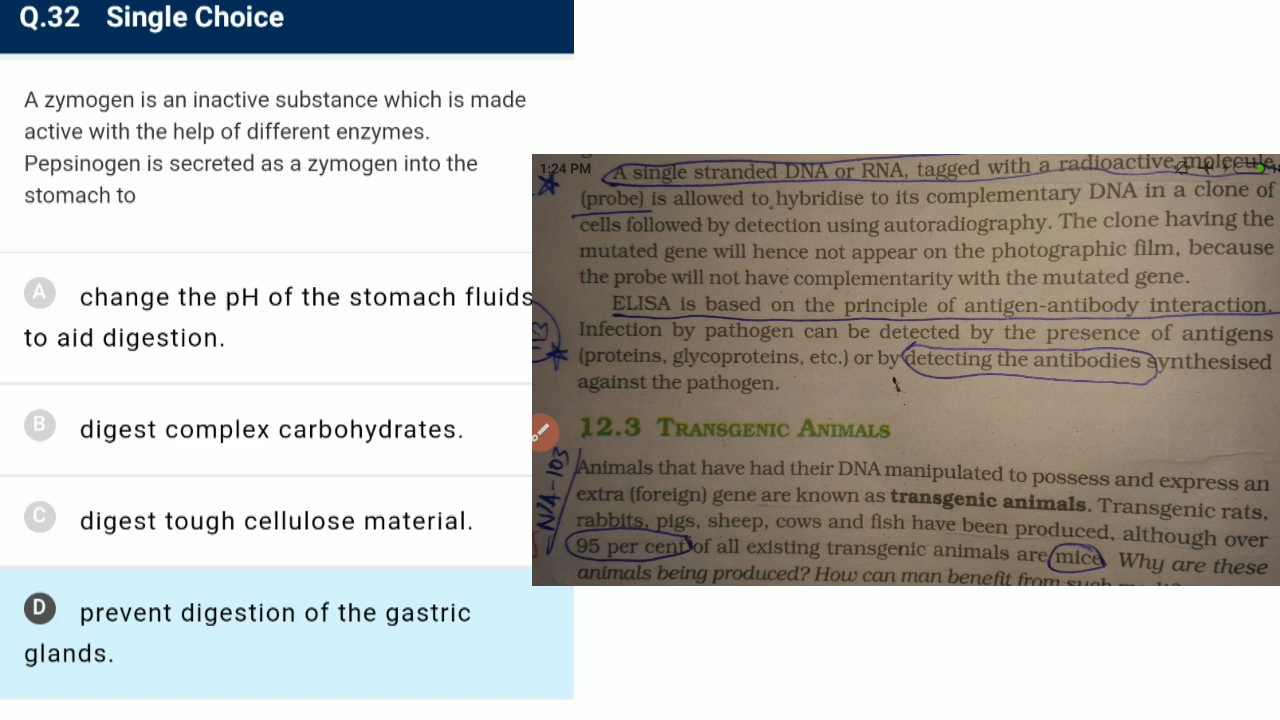 Q.32 Single Choice
A zymogen is an inactive substance which is made
active with the help of different enzymes.
Pepsinogen is secreted as a zymogen into the
stomach to
A change the pH of the stomach fluids
to aid digestion.
B digest complex carbohydrates.
C digest tough cellulose material.
D prevent digestion of the gastric
glands.
1:24 PM
A single stranded DNA or RNA, tagged with a radioactive molecule
(probe) is allowed to hybridise to its complementary DNA in a clone of
cells followed by detection using autoradiography. The clone having the
mutated gene will hence not appear on the photographic film, because
the probe will not have complementarity with the mutated gene.
ELISA is based on the principle of antigen-antibody interaction.
Infection by pathogen can be detected by the presence of antigens
(proteins, glycoproteins, etc.) or by detecting the antibodies synthesised
against the pathogen.
12.3 TRANSGENIC ANIMALS
Animals that have had their DNA manipulated to possess and express an
extra (foreign) gene are known as transgenic animals. Transgenic rats,
rabbits, pigs, sheep, cows and fish have been produced, although over
95 per cent of all existing transgenic animals are mice. Why are these
animals being produced? How can man benefit from such